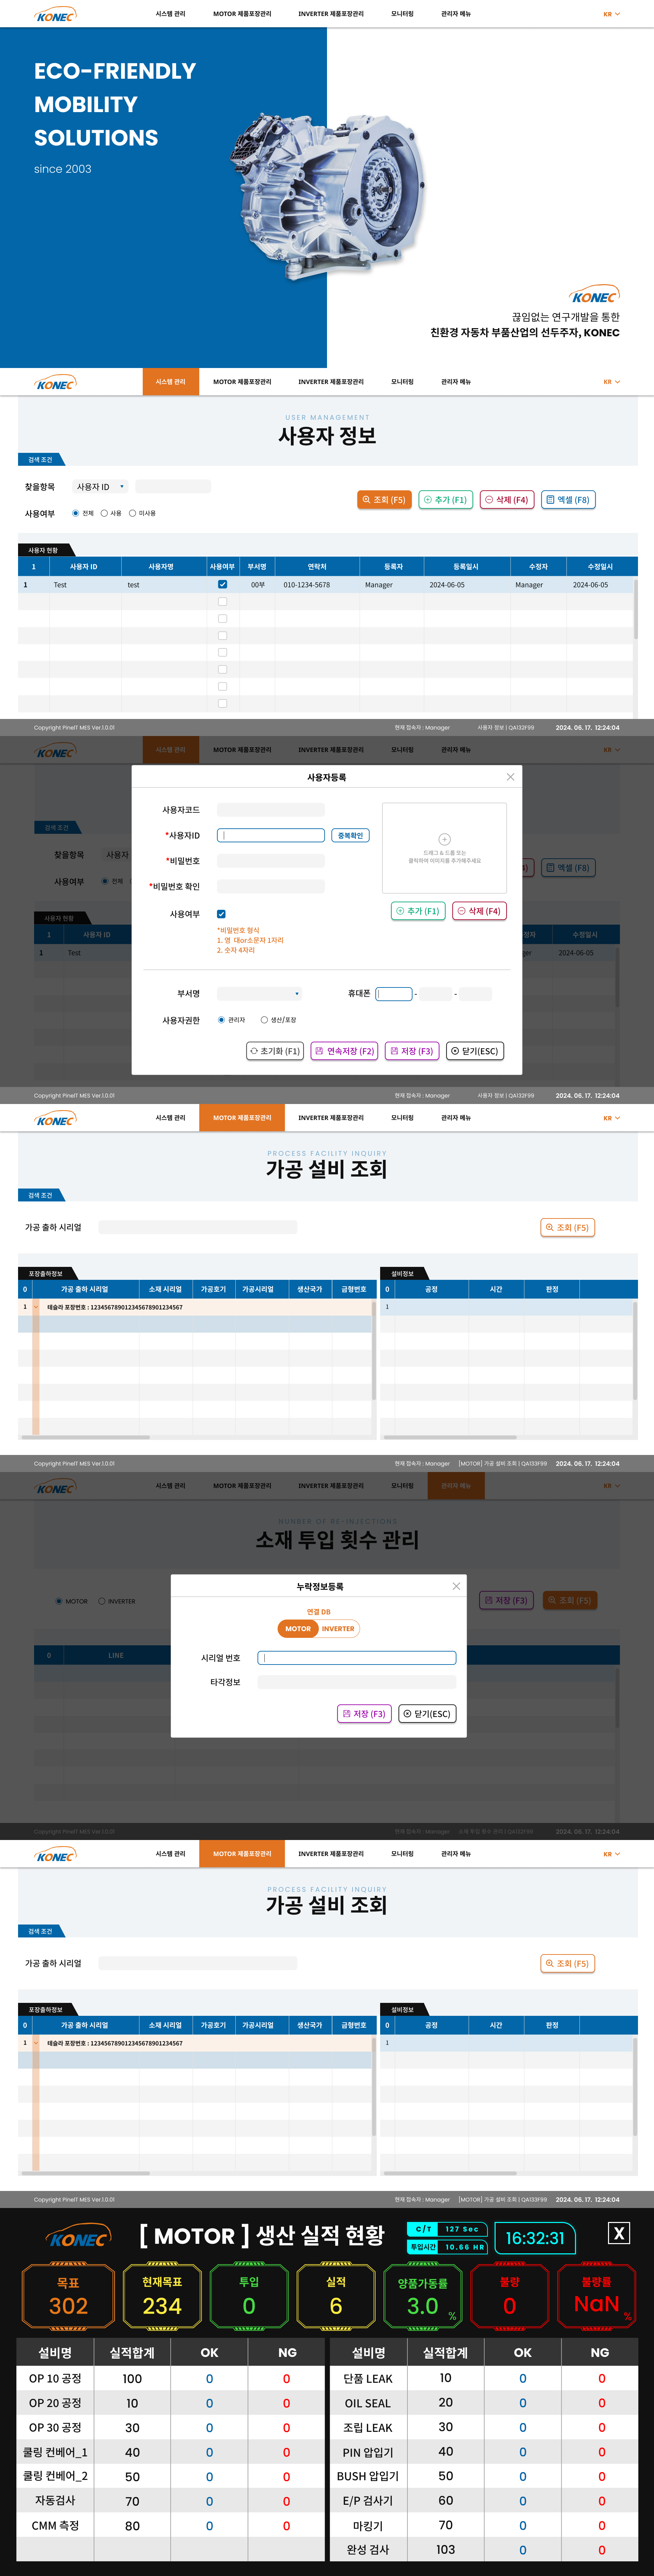 KONEC
시스템 관리
MOTOR 제품포장관리
INVERTER 제품포장관리
모니터링
관리자 메뉴
KR
ECO-FRIENDLY
MOBILITY
SOLUTIONS
since 2003
KONEC
끊임없는 연구개발을 통한
친환경 자동차 부품산업의 선두주자, KONEC
KONEC
시스템 관리
MOTOR 제품포장관리
INVERTER 제품포장관리
모니터링
관리자 메뉴
KR
USER MANAGEMENT
사용자 정보
검색 조건
찾을항목
사용자 ID
조회 (F5)
추가 (F1)
삭제 (F4)
엑셀 (F8)
사용여부
전체
사용
미사용
사용자 현황
1
사용자 ID
사용자명
사용여부
부서명
연락처
등록자
등록일시
수정자
수정일시
1
Test
test
00부
010-1234-5678
Manager
2024-06-05
Manager
2024-06-05
Copyright PineIT MES Ver.1.0.01
현재 접속자 : Manager
사용자 정보 | QA132F99
2024. 06. 17. 12:24:04
KONEC
시스템 관리
MOTOR 제품포장관리
INVERTER 제품포장관리
모니터링
관리자 메뉴
KR
검색 조건
찾을항목
사용자
4)
엑셀 (F8)
사용여부
전체
사용자 현황
1
사용자 ID
정자
수정일시
1
Test
2024-06-05
사용자등록
사용자코드
*사용자ID
중복확인
*비밀번호
*비밀번호 확인
드래그 & 드롭 또는
클릭하여 이미지를 추가해주세요
추가 (F1)
삭제 (F4)
사용여부
*비밀번호 형식
1. 영 대or소문자 1자리
2. 숫자 4자리
부서명
휴대폰
-
-
사용자권한
관리자
생산/포장
초기화 (F1)
연속저장 (F2)
저장 (F3)
닫기(ESC)
Copyright PineIT MES Ver.1.0.01
현재 접속자 : Manager
사용자 정보 | QA132F99
2024. 06. 17. 12:24:04
KONEC
시스템 관리
MOTOR 제품포장관리
INVERTER 제품포장관리
모니터링
관리자 메뉴
KR
PROCESS FACILITY INQUIRY
가공 설비 조회
검색 조건
가공 출하 시리얼
조회 (F5)
포장출하정보
0
가공 출하 시리얼
소재 시리얼
가공호기
가공시리얼
생산국가
금형번호
1
테슬라 포장번호 : 123456789012345678901234567
설비정보
0
공정
시간
판정
1
Copyright PineIT MES Ver.1.0.01
현재 접속자 : Manager
[MOTOR] 가공 설비 조회 | QA133F99
2024. 06. 17. 12:24:04
KONEC
시스템 관리
MOTOR 제품포장관리
INVERTER 제품포장관리
모니터링
관리자 메뉴
KR
NUMBER OF RE-INJECTIONS
소재 투입 횟수 관리
MOTOR
INVERTER
저장 (F3)
조회 (F5)
0
LINE
누락정보등록
연결 DB
MOTOR
INVERTER
시리얼 번호
타각정보
저장 (F3)
닫기(ESC)
Copyright PineIT MES Ver.1.0.01
현재 접속자 : Manager
소재 투입 횟수 관리 | QA132F99
2024. 06. 17. 12:24:04
KONEC
시스템 관리
MOTOR 제품포장관리
INVERTER 제품포장관리
모니터링
관리자 메뉴
KR
PROCESS FACILITY INQUIRY
가공 설비 조회
검색 조건
가공 출하 시리얼
조회 (F5)
포장출하정보
0
가공 출하 시리얼
소재 시리얼
가공호기
가공시리얼
생산국가
금형번호
1
테슬라 포장번호 : 123456789012345678901234567
설비정보
0
공정
시간
판정
1
Copyright PineIT MES Ver.1.0.01
현재 접속자 : Manager
[MOTOR] 가공 설비 조회 | QA133F99
2024. 06. 17. 12:24:04
KONEC
[ MOTOR ] 생산 실적 현황
C/T
127 Sec
투입시간
10.66 HR
16:32:31
X
목표
302
현재목표
234
투입
0
실적
6
양품가동률
3.0
%
불량
0
불량률
NaN
%
설비명 실적합계 OK NG
OP 10 공정 100 0 0
OP 20 공정 10 0 0
OP 30 공정 30 0 0
쿨링 컨베어_1 40 0 0
쿨링 컨베어_2 50 0 0
자동검사 70 0 0
CMM 측정 80 0 0
설비명 실적합계 OK NG
단품 LEAK 10 0 0
OIL SEAL 20 0 0
조립 LEAK 30 0 0
PIN 압입기 40 0 0
BUSH 압입기 50 0 0
E/P 검사기 60 0 0
마킹기 70 0 0
완성 검사 103 0 0